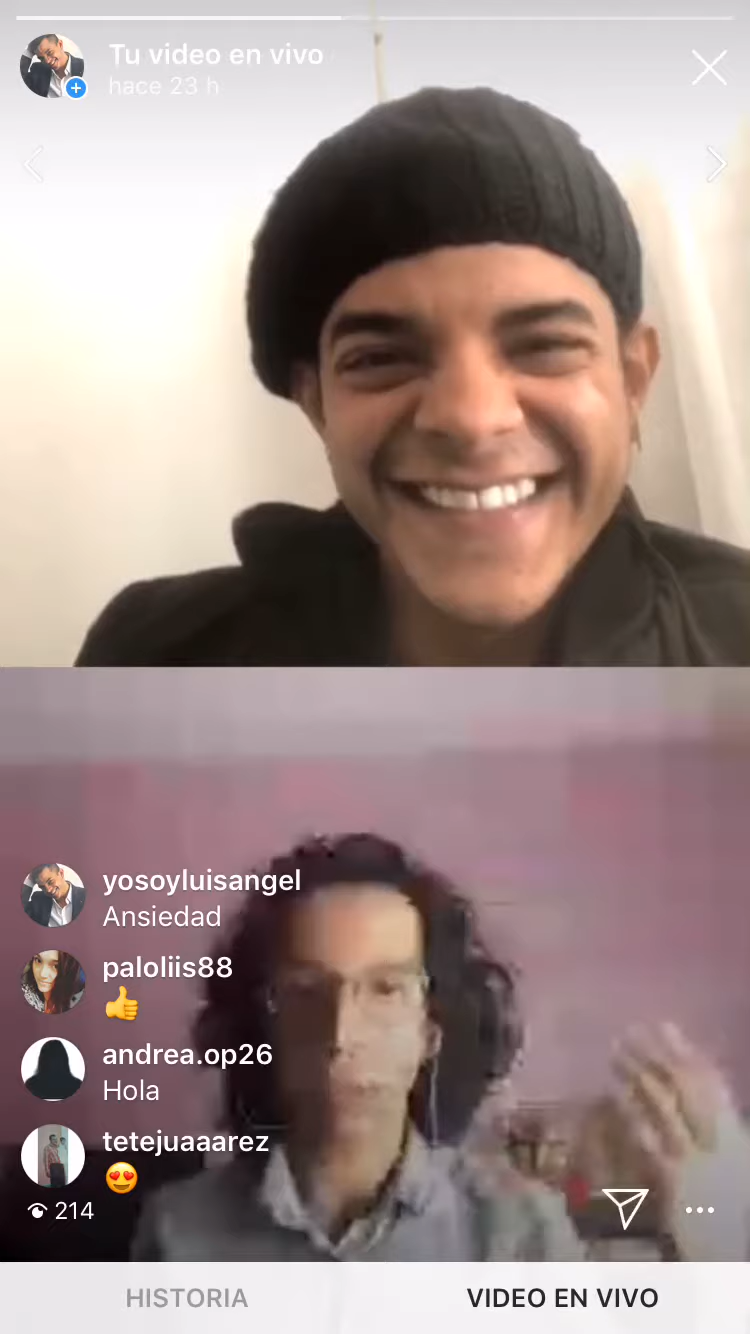 Tu video en vivo
hace 23 h
yosoyluisangel
Ansiedad
paloliis88
👍
andrea.op26
Hola
tetejuaaarez
😍
214
HISTORIA
VIDEO EN VIVO